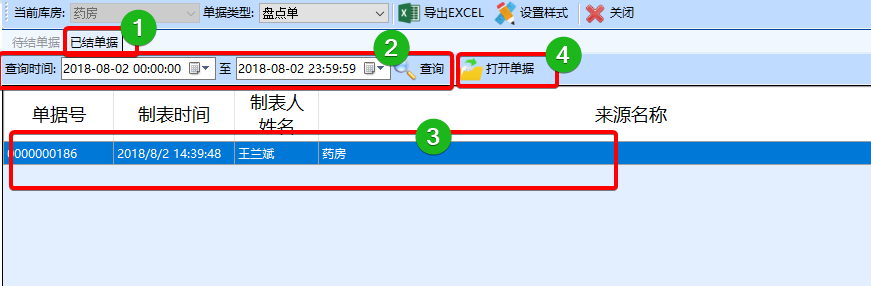 当前库房: 药房 单据类型: 盘点单 导出EXCEL 设置样式 关闭
1
待结单据 已结单据
2
查询时间: 2018-08-02 00:00:00 至 2018-08-02 23:59:59 查询 打开单据
4
单据号 制表时间 制表人姓名 来源名称
3
0000000186 2018/8/2 14:39:48 王兰斌 药房